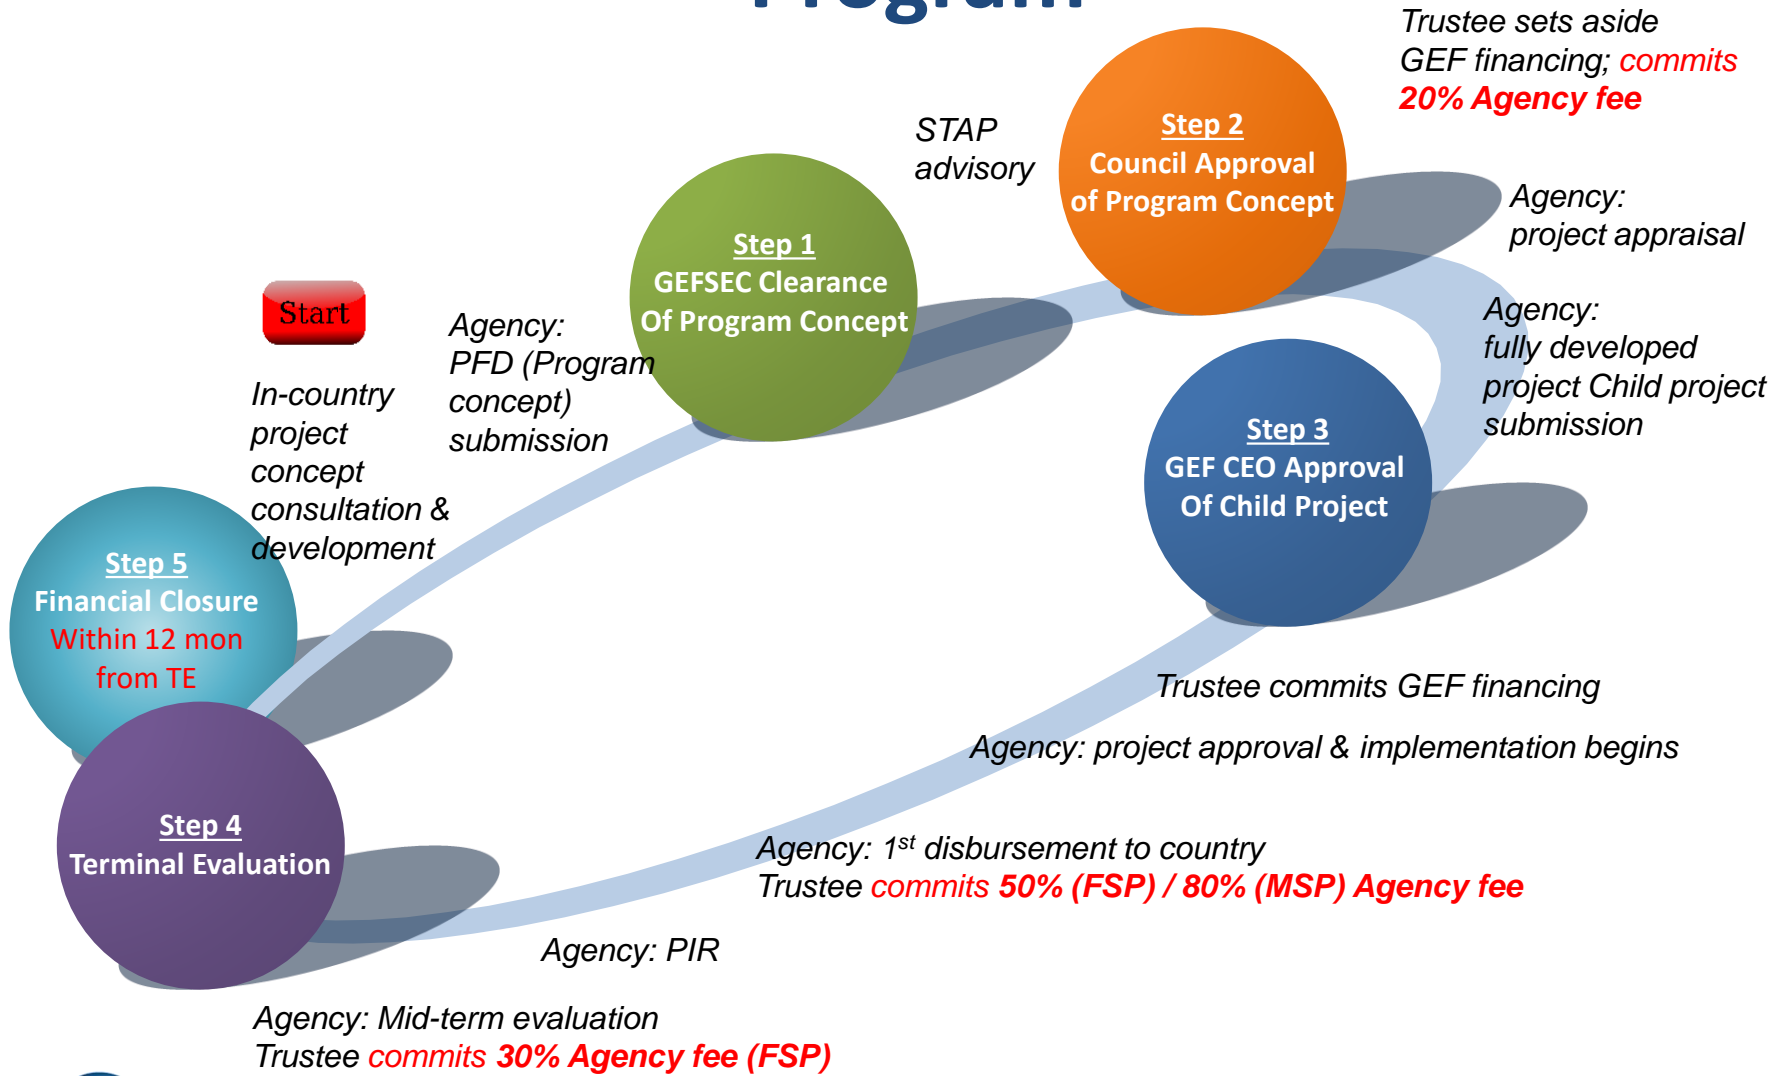 Program
Start
In-country
project
concept
consultation &
development
Agency:
PFD (Program
concept)
submission
Step 1
GEFSEC Clearance
Of Program Concept
STAP
advisory
Step 2
Council Approval
of Program Concept
Trustee sets aside
GEF financing; commits
20% Agency fee
Agency:
project appraisal
Agency:
fully developed
project Child project
submission
Step 3
GEF CEO Approval
Of Child Project
Trustee commits GEF financing
Agency: project approval & implementation begins
Agency: 1st disbursement to country
Trustee commits 50% (FSP) / 80% (MSP) Agency fee
Agency: PIR
Agency: Mid-term evaluation
Trustee commits 30% Agency fee (FSP)
Step 4
Terminal Evaluation
Step 5
Financial Closure
Within 12 mon
from TE